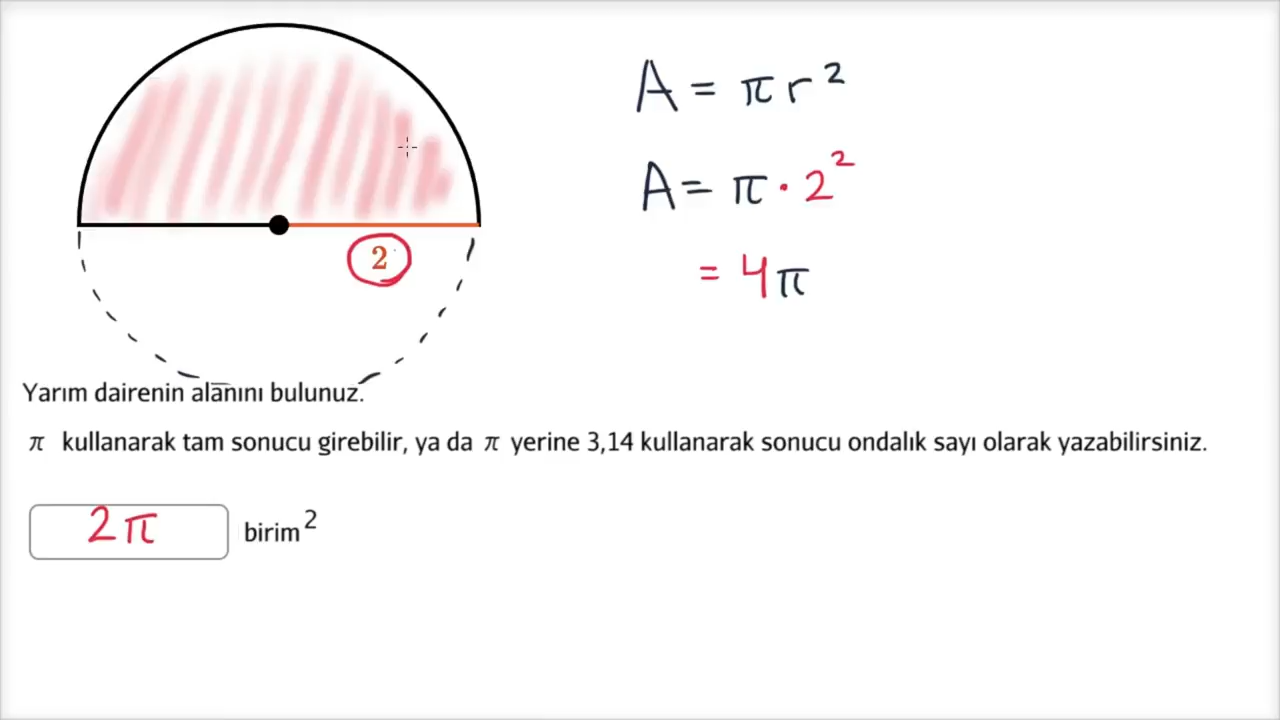 A = πr²
A = π · 2²
= 4π
2
Yarım dairenin alanını bulunuz.
π kullanarak tam sonucu girebilir, ya da π yerine 3,14 kullanarak sonucu ondalık sayı olarak yazabilirsiniz.
2π birim²